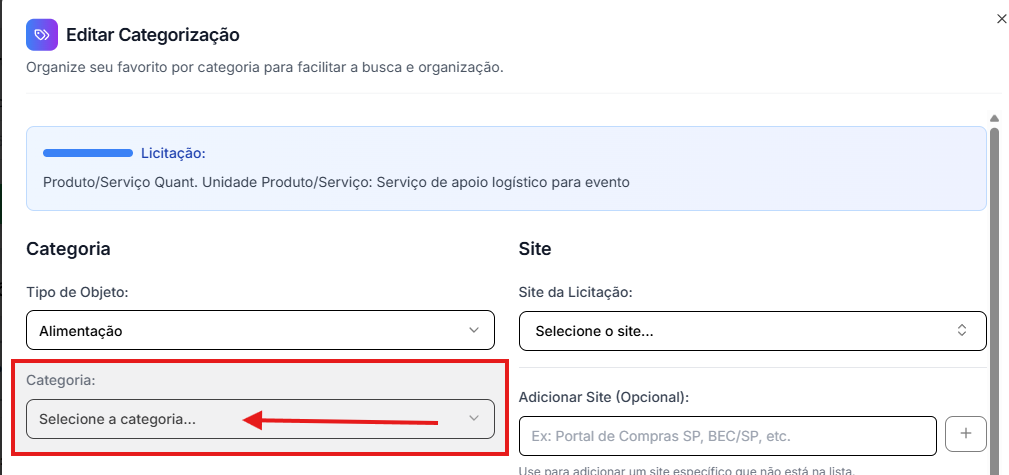 Editar Categorização
Organize seu favorito por categoria para facilitar a busca e organização.
Licitação:
Produto/Serviço Quant. Unidade Produto/Serviço: Serviço de apoio logístico para evento
Categoria
Tipo de Objeto:
Alimentação
Categoria:
Selecione a categoria...
Site
Site da Licitação:
Selecione o site...
Adicionar Site (Opcional):
Ex: Portal de Compras SP, BEC/SP, etc.
Use para adicionar um site específico que não está na lista.